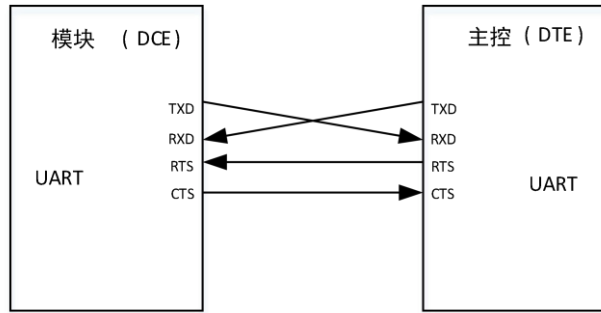 模块 （ DCE）
TXD
RXD
RTS
CTS
UART
主控（ DTE）
TXD
RXD
RTS
CTS
UART